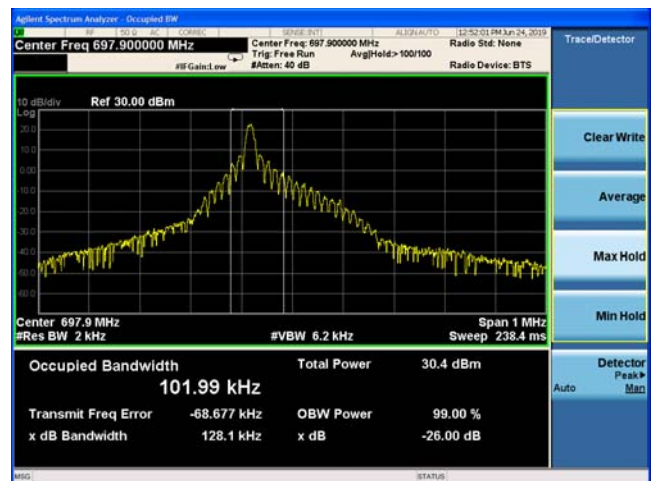 Agilent Spectrum Analyzer - Occupied BW
RF 50 Ω AC CORREC SENSE:INT ALIGN AUTO 12:52:01 PM Jun 24, 2019
Center Freq 697.900000 MHz
Center Freq: 697.900000 MHz
Radio Std: None
Trig: Free Run Avg|Hold:> 100/100
#IFGain:Low #Atten: 40 dB Radio Device: BTS
Trace/Detector
10 dB/div Ref 30.00 dBm
Log
20.0
10.0
0.00
-10.0
-20.0
-30.0
-40.0
-50.0
-60.0
Clear Write
Average
Max Hold
Min Hold
Center 697.9 MHz Span 1 MHz
#Res BW 2 kHz #VBW 6.2 kHz Sweep 238.4 ms
Occupied Bandwidth Total Power 30.4 dBm
101.99 kHz
Transmit Freq Error -68.677 kHz OBW Power 99.00 %
x dB Bandwidth 128.1 kHz x dB -26.00 dB
Detector
Peak▶
Auto Man
MSG STATUS